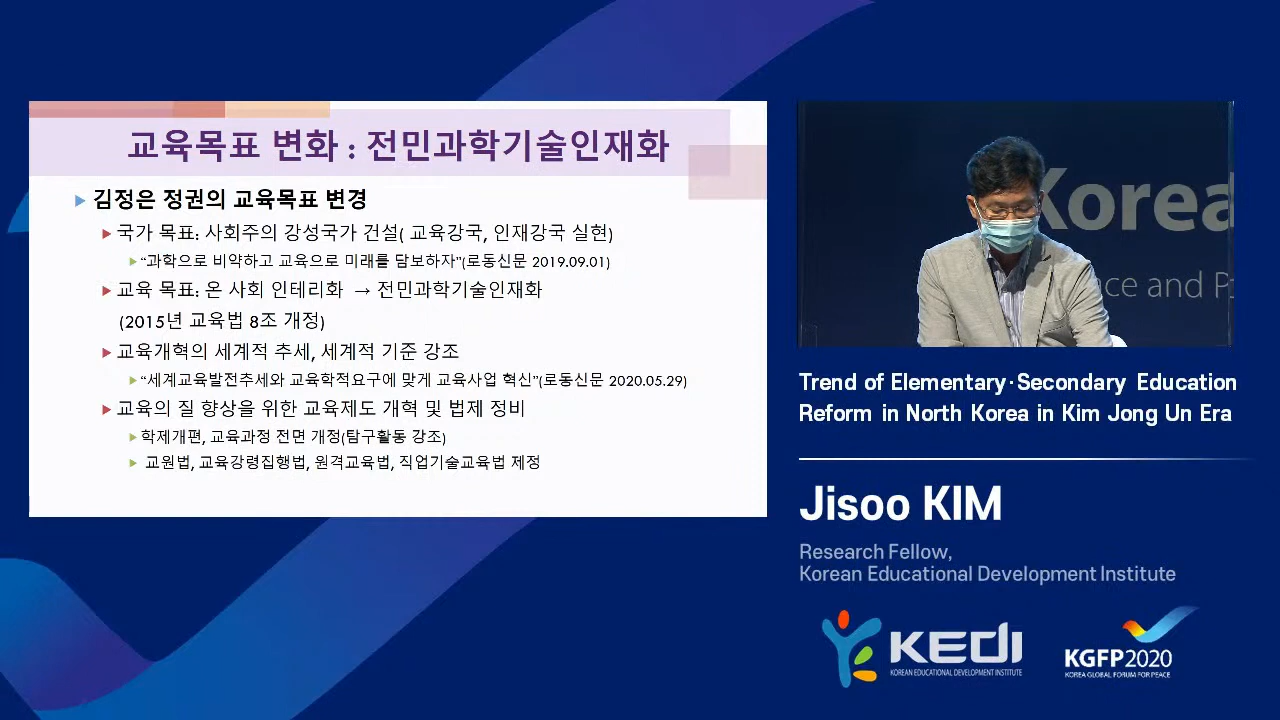 교육목표 변화 : 전민과학기술인재화
김정은 정권의 교육목표 변경
국가 목표: 사회주의 강성국가 건설( 교육강국, 인재강국 실현)
“과학으로 비약하고 교육으로 미래를 담보하자”(로동신문 2019.09.01)
교육 목표: 온 사회 인테리화 → 전민과학기술인재화
(2015년 교육법 8조 개정)
교육개혁의 세계적 추세, 세계적 기준 강조
“세계교육발전추세와 교육학적요구에 맞게 교육사업 혁신”(로동신문 2020.05.29)
교육의 질 향상을 위한 교육제도 개혁 및 법제 정비
학제개편, 교육과정 전면 개정(탐구활동 강조)
교원법, 교육강령집행법, 원격교육법, 직업기술교육법 제정
Korea
ce and P
Trend of Elementary·Secondary Education
Reform in North Korea in Kim Jong Un Era
Jisoo KIM
Research Fellow,
Korean Educational Development Institute
KEDI
KOREAN EDUCATIONAL DEVELOPMENT INSTITUTE
KGFP2020
KOREA GLOBAL FORUM FOR PEACE